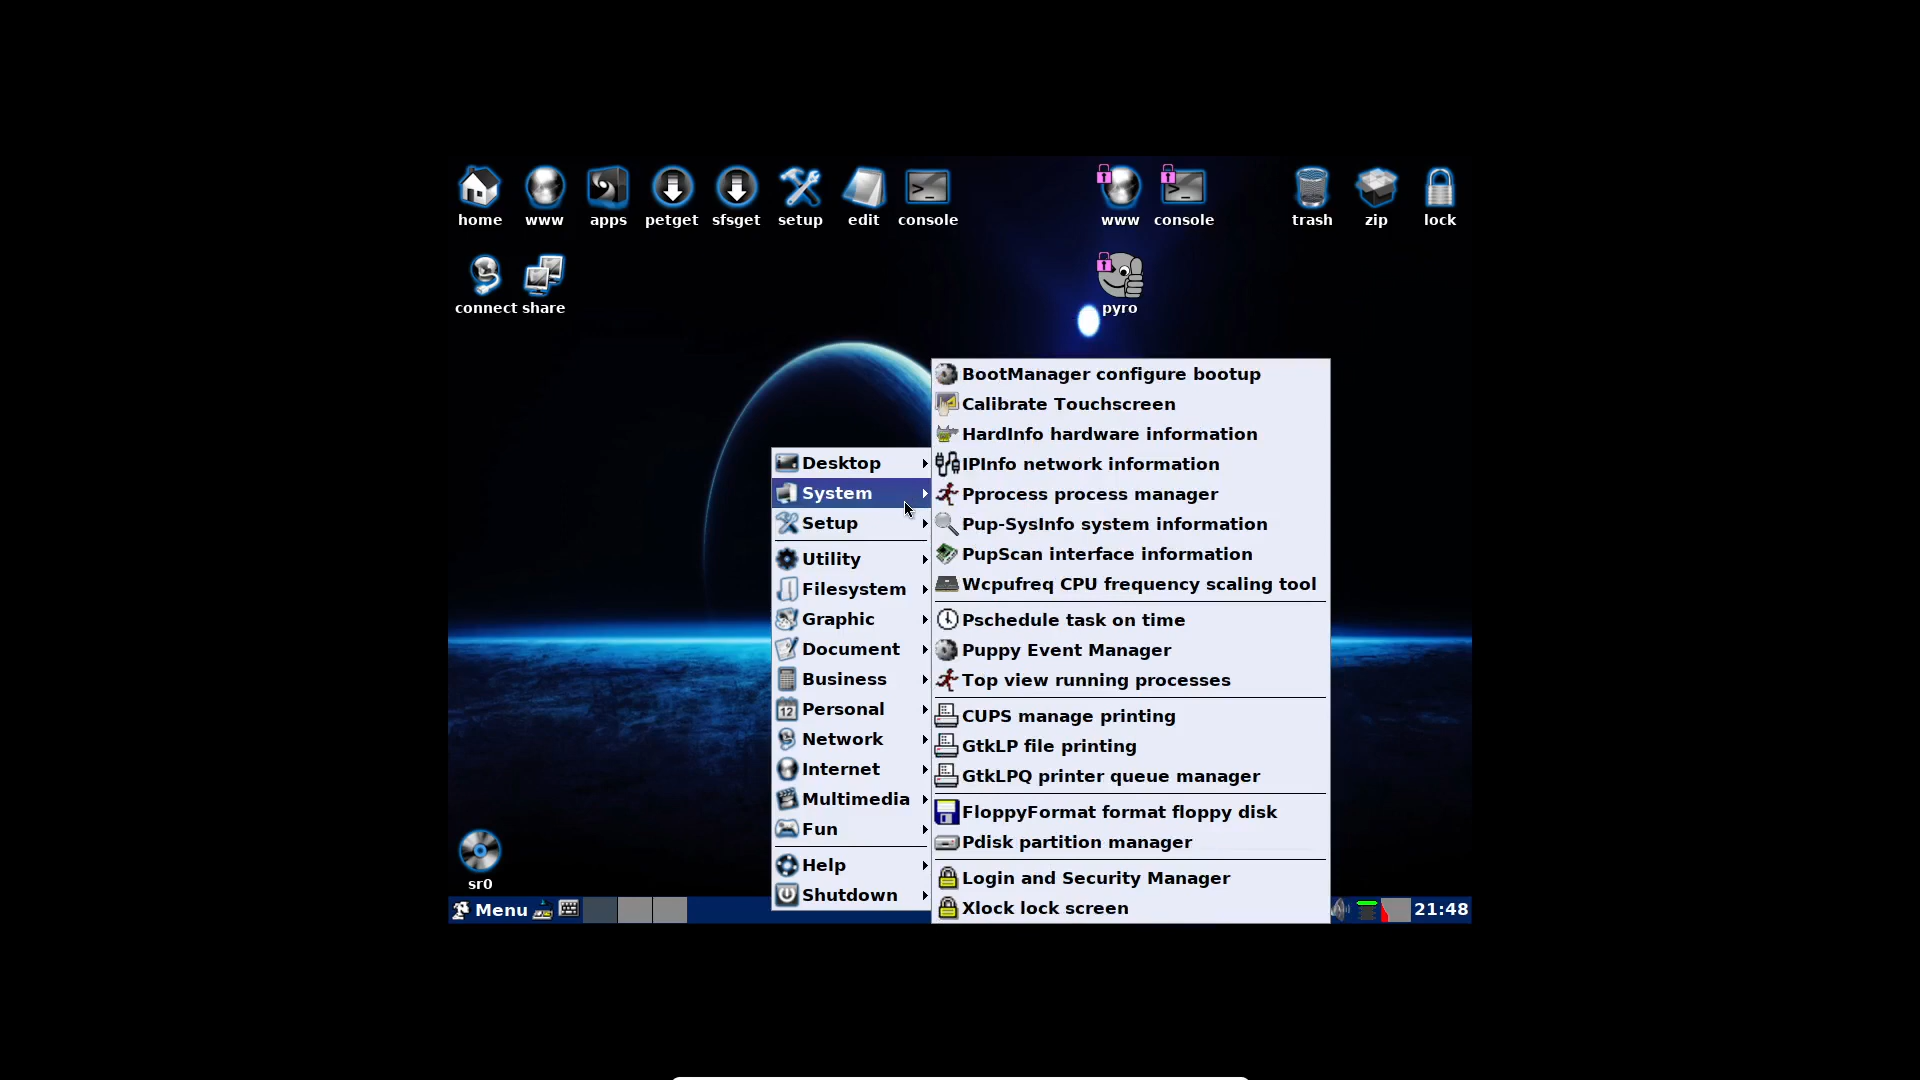 home www apps petget sfsget setup edit console www console trash zip lock
connect share pyro
Desktop
System
Setup
Utility
Filesystem
Graphic
Document
Business
Personal
Network
Internet
Multimedia
Fun
Help
Shutdown
BootManager configure bootup
Calibrate Touchscreen
HardInfo hardware information
IPInfo network information
Pprocess process manager
Pup-SysInfo system information
PupScan interface information
Wcpufreq CPU frequency scaling tool
Pschedule task on time
Puppy Event Manager
Top view running processes
CUPS manage printing
GtkLP file printing
GtkLPQ printer queue manager
FloppyFormat format floppy disk
Pdisk partition manager
Login and Security Manager
Xlock lock screen
sr0
Menu 21:48